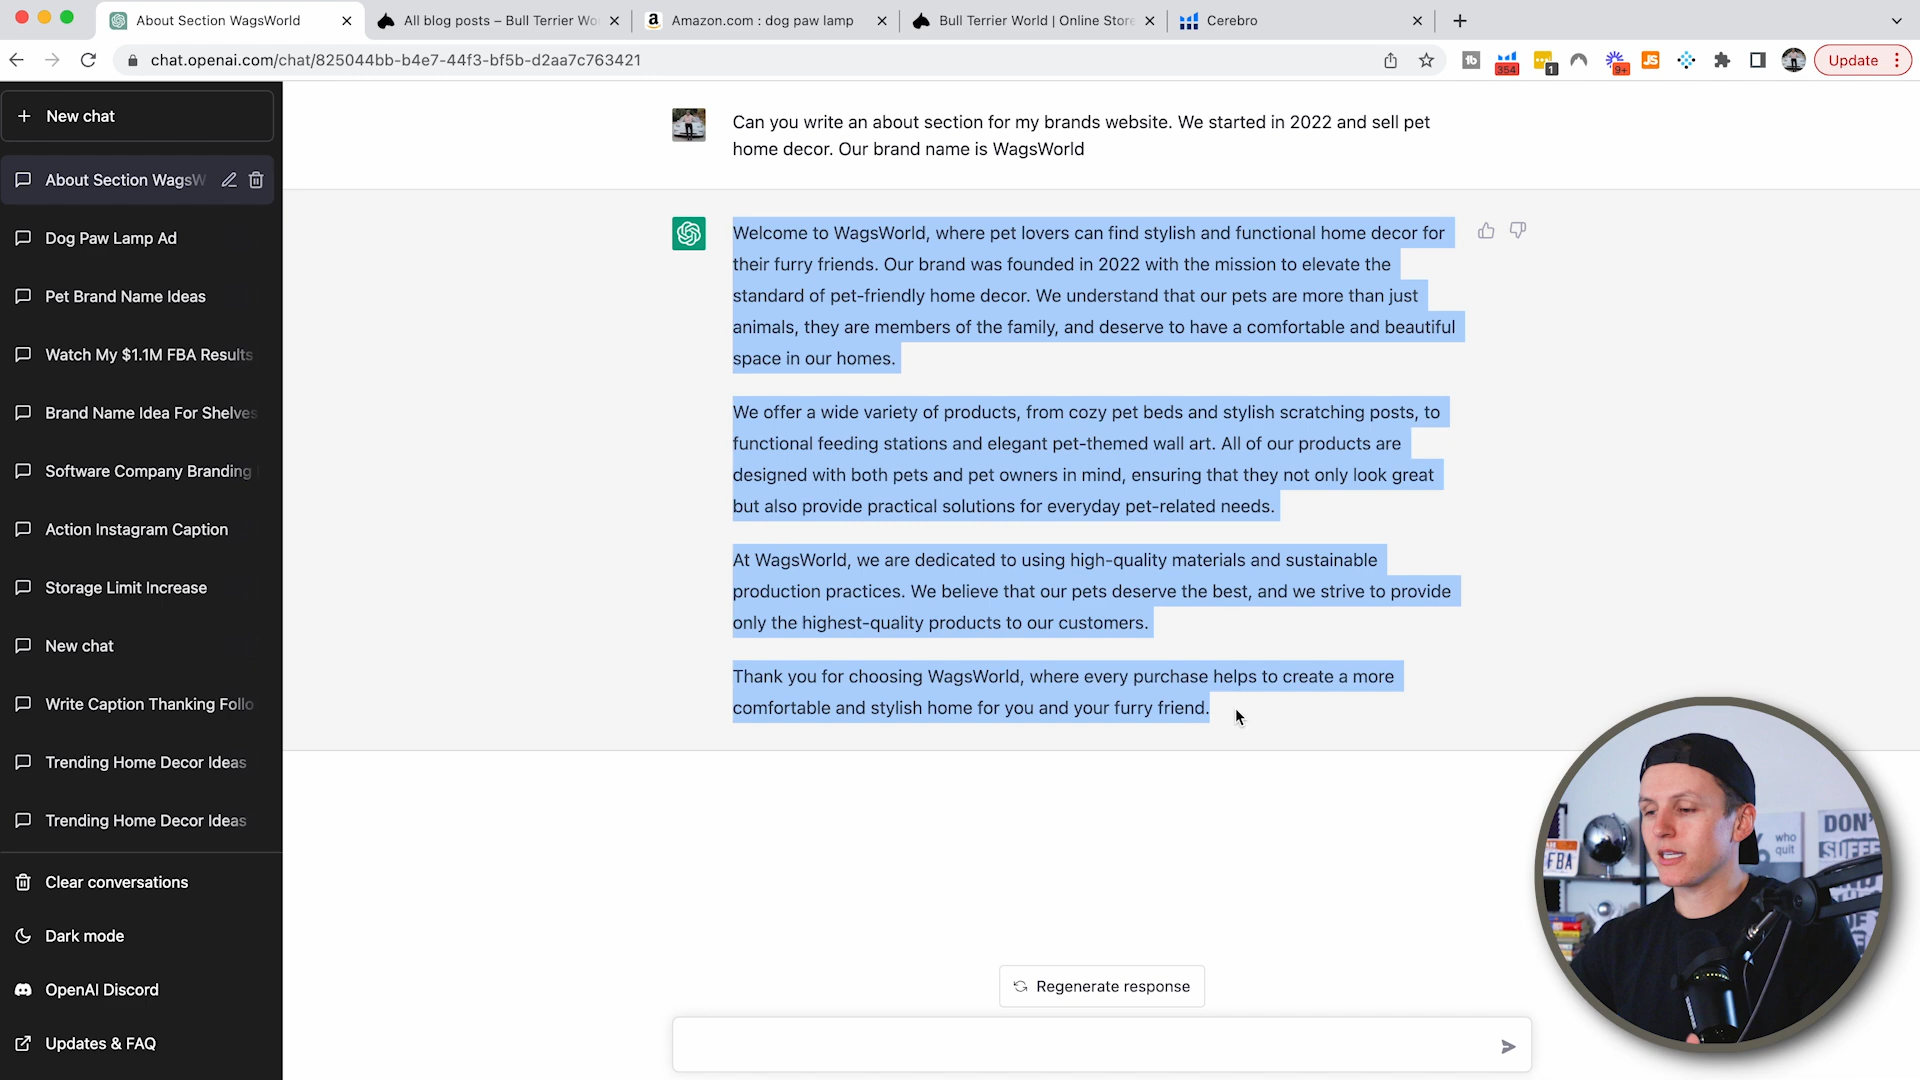 About Section WagsWorld
All blog posts – Bull Terrier Wo
Amazon.com : dog paw lamp
Bull Terrier World | Online Store
Cerebro
chat.openai.com/chat/825044bb-b4e7-44f3-bf5b-d2aa7c763421
tb
354
1
9+
JS
Update
New chat
About Section WagsW
Dog Paw Lamp Ad
Pet Brand Name Ideas
Watch My $1.1M FBA Results
Brand Name Idea For Shelves
Software Company Branding
Action Instagram Caption
Storage Limit Increase
New chat
Write Caption Thanking Follo
Trending Home Decor Ideas
Trending Home Decor Ideas
Clear conversations
Dark mode
OpenAI Discord
Updates & FAQ
Can you write an about section for my brands website. We started in 2022 and sell pet
home decor. Our brand name is WagsWorld
Welcome to WagsWorld, where pet lovers can find stylish and functional home decor for
their furry friends. Our brand was founded in 2022 with the mission to elevate the
standard of pet-friendly home decor. We understand that our pets are more than just
animals, they are members of the family, and deserve to have a comfortable and beautiful
space in our homes.
We offer a wide variety of products, from cozy pet beds and stylish scratching posts, to
functional feeding stations and elegant pet-themed wall art. All of our products are
designed with both pets and pet owners in mind, ensuring that they not only look great
but also provide practical solutions for everyday pet-related needs.
At WagsWorld, we are dedicated to using high-quality materials and sustainable
production practices. We believe that our pets deserve the best, and we strive to provide
only the highest-quality products to our customers.
Thank you for choosing WagsWorld, where every purchase helps to create a more
comfortable and stylish home for you and your furry friend.
Regenerate response
FBA
who
quit
DON'
SUFFE